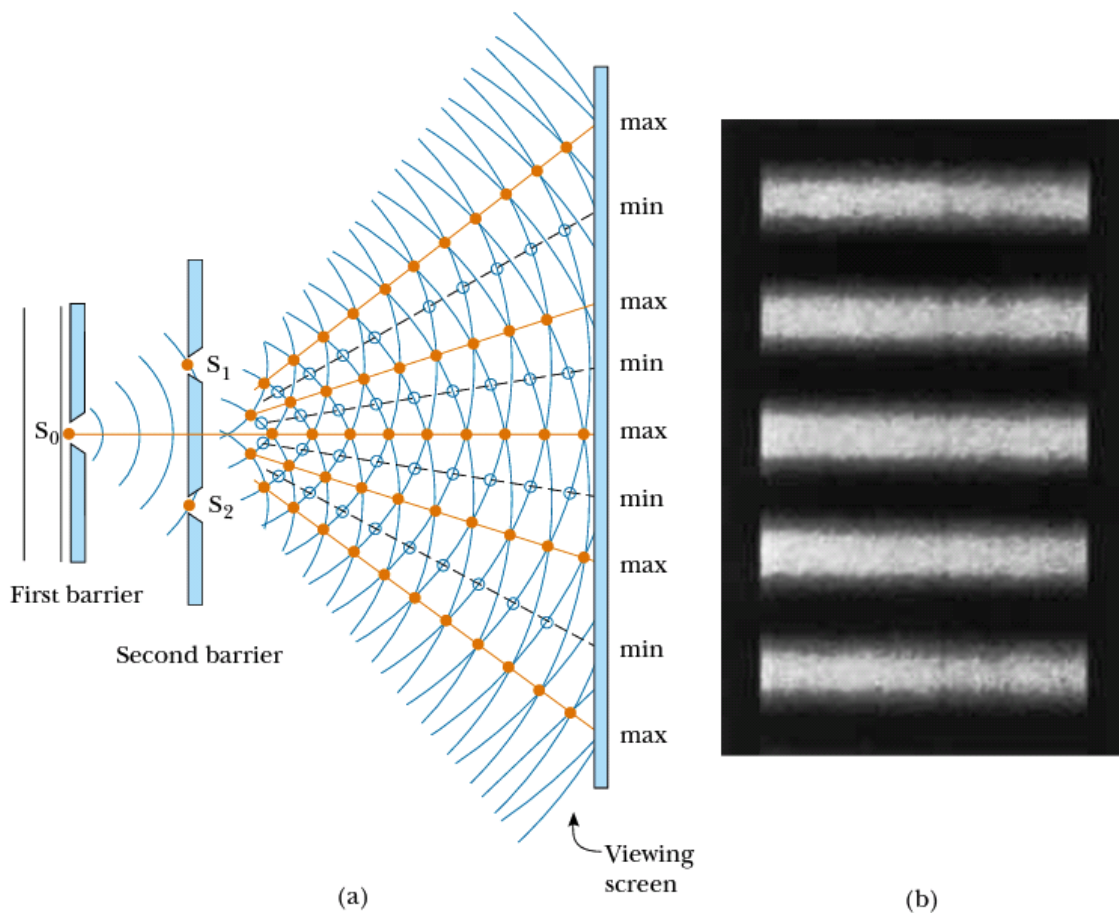 max
min
max
min
max
min
max
min
max
S₁
S₀
S₂
First barrier
Second barrier
Viewing
screen
(a)
(b)